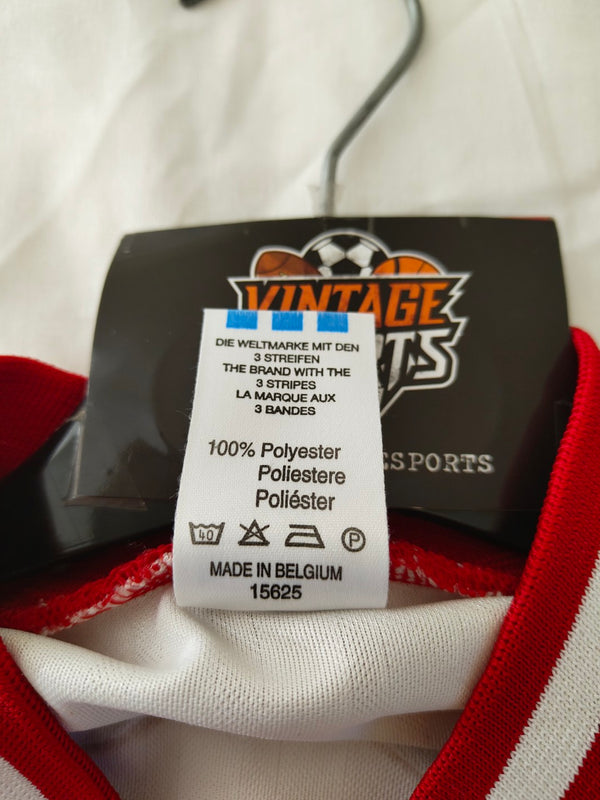 VINTAGE
DIE WELTMARKE MIT DEN
3 STREIFEN
THE BRAND WITH THE
3 STRIPES
LA MARQUE AUX
3 BANDES
100% Polyester
Poliestere
Poliéster
40
P
MADE IN BELGIUM
15625